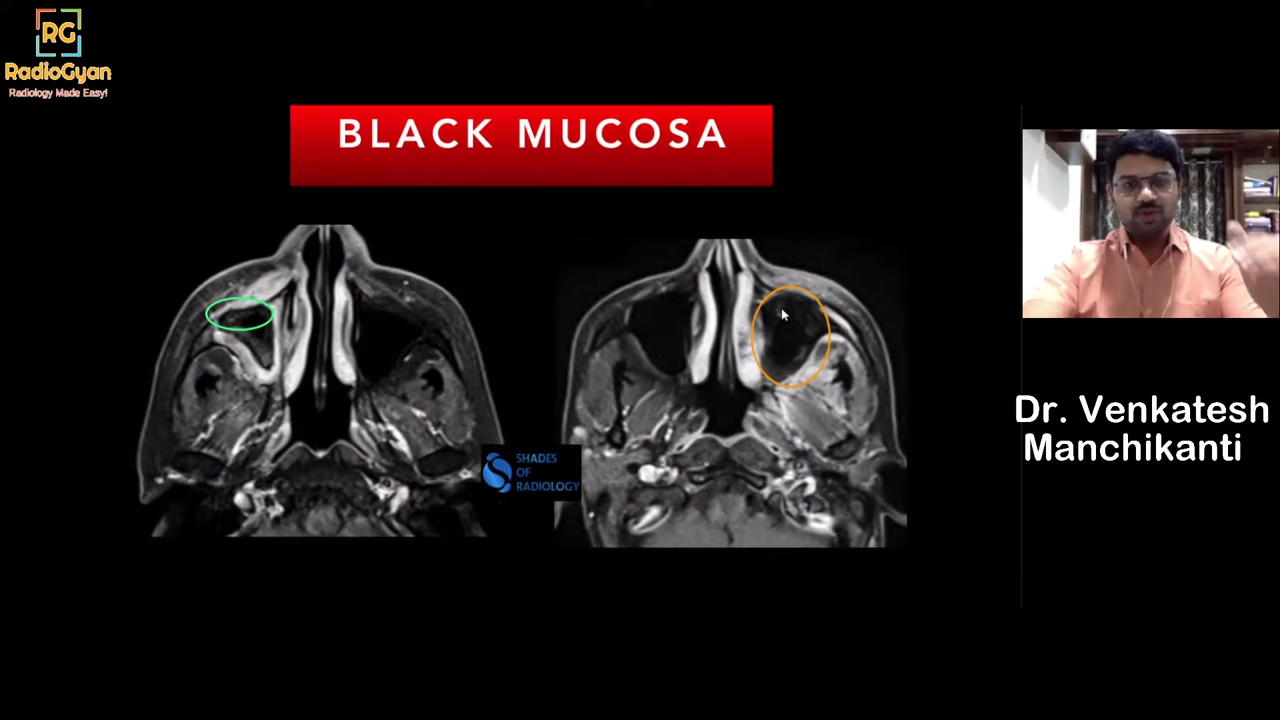 RG
RadioGyan
Radiology Made Easy!
BLACK MUCOSA
SHADES
OF
RADIOLOGY
Dr. Venkatesh
Manchikanti